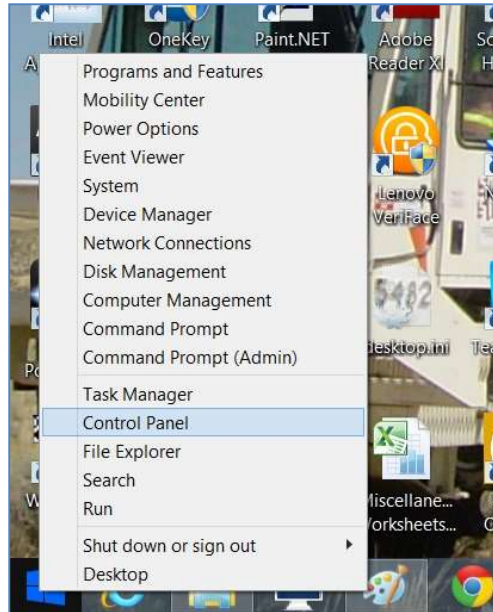 Intel
OneKey
Paint.NET
Adobe
Reader XI
Programs and Features
Mobility Center
Power Options
Event Viewer
System
Device Manager
Network Connections
Disk Management
Computer Management
Command Prompt
Command Prompt (Admin)
Task Manager
Control Panel
File Explorer
Search
Run
Shut down or sign out
Desktop
Lenovo
VeriFace
5482
desktop.ini
Miscellane...
Worksheets...